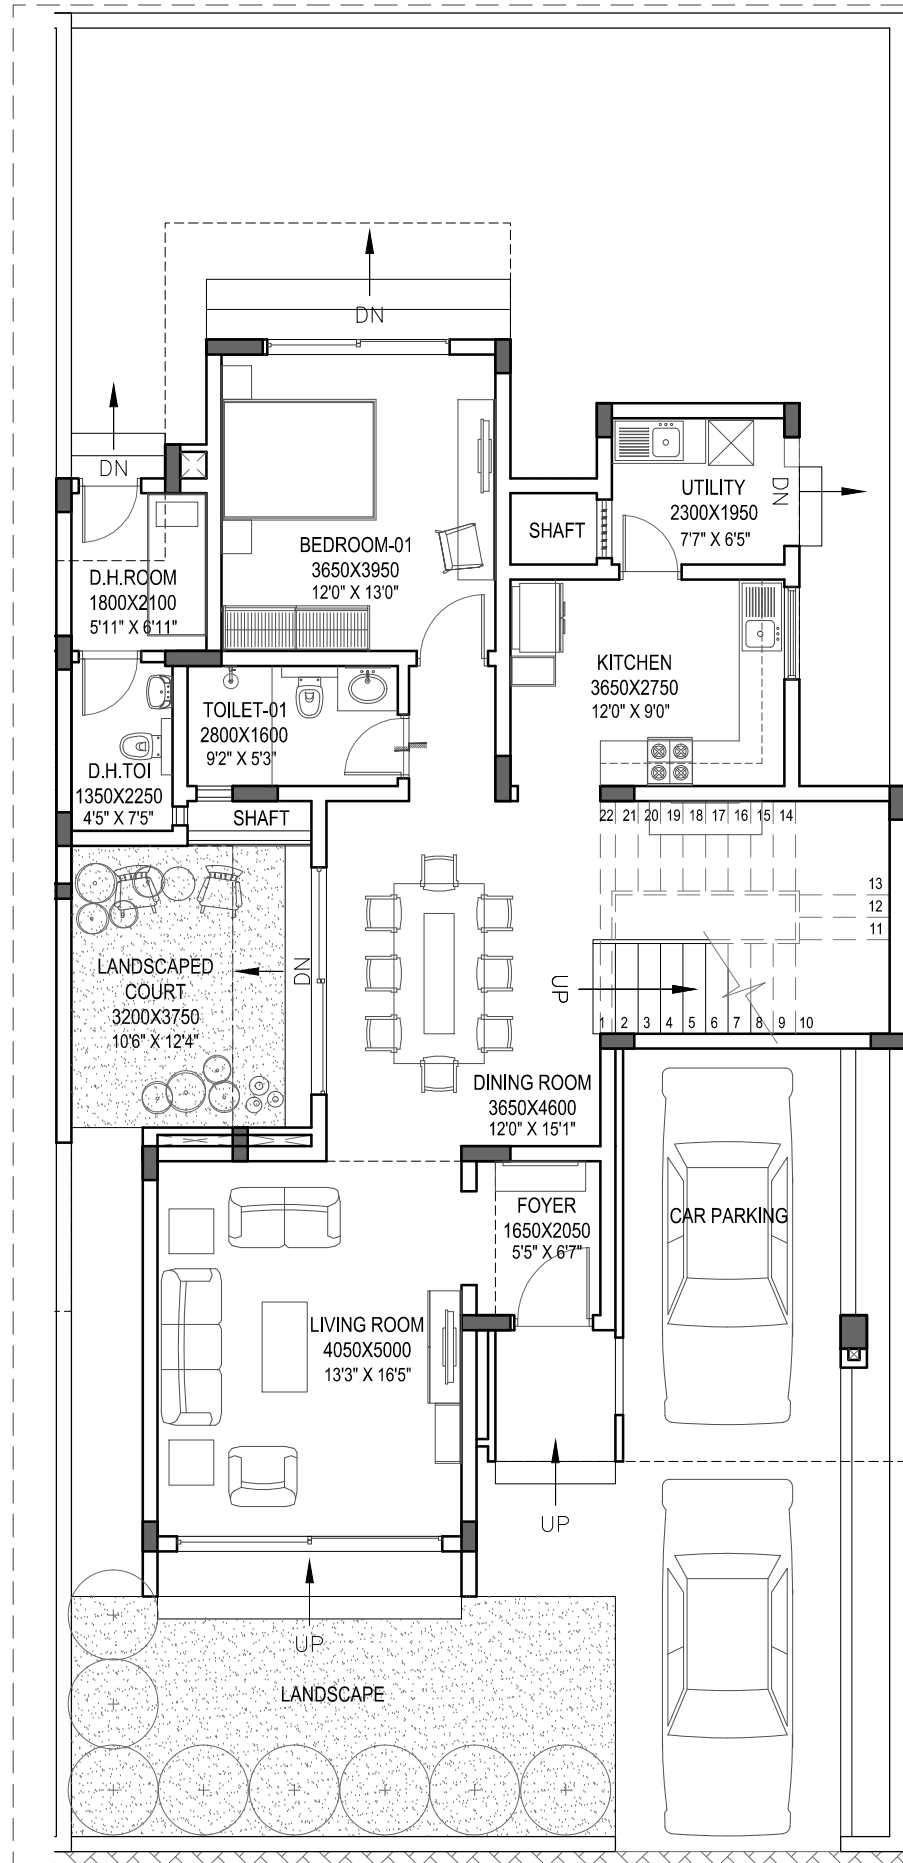 DN
DN
UTILITY
2300X1950
7'7" X 6'5"
DN
SHAFT
BEDROOM-01
3650X3950
12'0" X 13'0"
D.H.ROOM
1800X2100
5'11" X 6'11"
KITCHEN
3650X2750
12'0" X 9'0"
TOILET-01
2800X1600
9'2" X 5'3"
D.H.TOI
1350X2250
4'5" X 7'5"
SHAFT
22 21 20 19 18 17 16 15 14
13
12
11
LANDSCAPED
COURT
3200X3750
10'6" X 12'4"
DN
UP
1 2 3 4 5 6 7 8 9 10
DINING ROOM
3650X4600
12'0" X 15'1"
FOYER
1650X2050
5'5" X 6'7"
CAR PARKING
LIVING ROOM
4050X5000
13'3" X 16'5"
UP
UP
LANDSCAPE